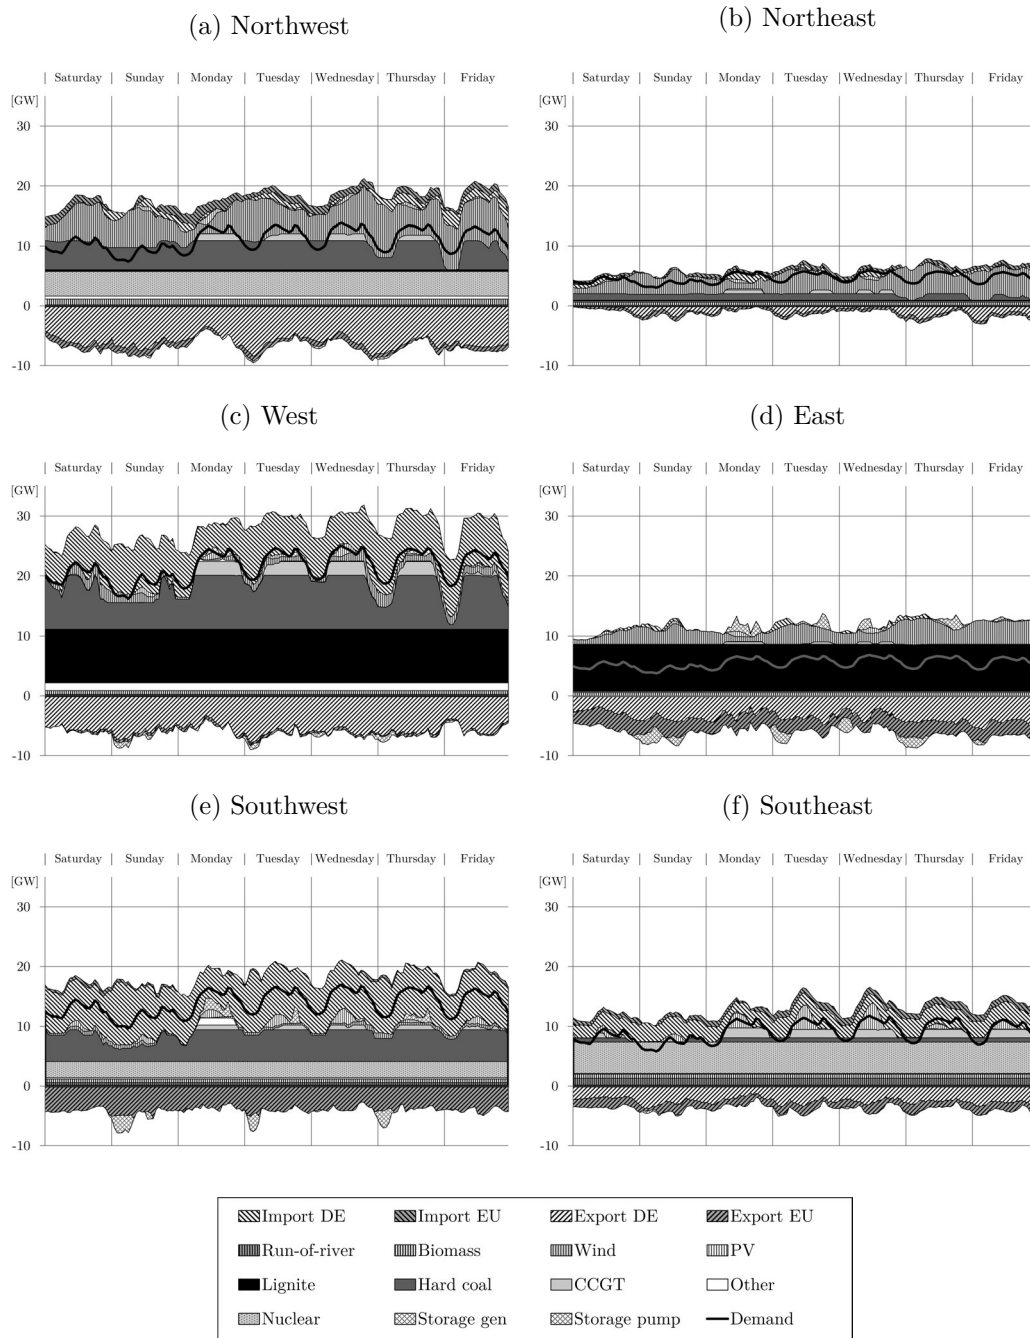 (a) Northwest
(b) Northeast
| Saturday | Sunday | Monday | Tuesday | Wednesday | Thursday | Friday |
| Saturday | Sunday | Monday | Tuesday | Wednesday | Thursday | Friday
[GW]
30
20
10
0
-10
[GW]
30
20
10
0
-10
(c) West
(d) East
| Saturday | Sunday | Monday | Tuesday | Wednesday | Thursday | Friday |
| Saturday | Sunday | Monday | Tuesday | Wednesday | Thursday | Friday
[GW]
30
20
10
0
-10
[GW]
30
20
10
0
-10
(e) Southwest
(f) Southeast
| Saturday | Sunday | Monday | Tuesday | Wednesday | Thursday | Friday |
| Saturday | Sunday | Monday | Tuesday | Wednesday | Thursday | Friday
[GW]
30
20
10
0
-10
[GW]
30
20
10
0
-10
Import DE Import EU Export DE Export EU
Run-of-river Biomass Wind PV
Lignite Hard coal CCGT Other
Nuclear Storage gen Storage pump Demand